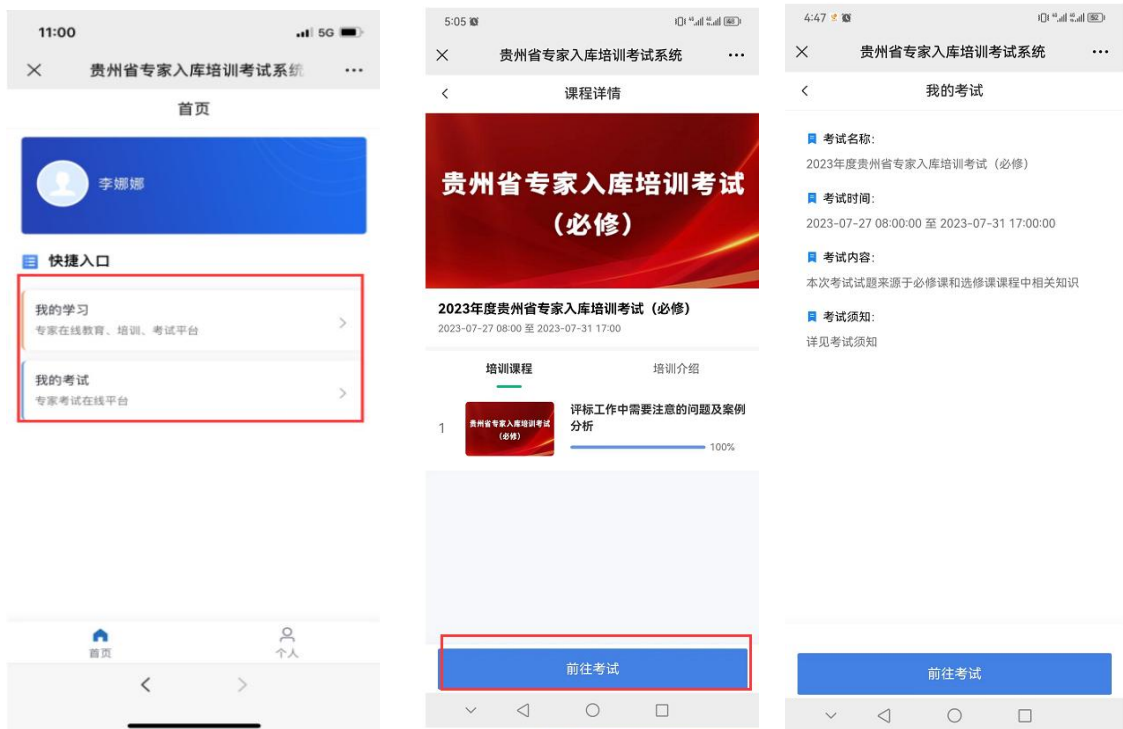 11:00
5G
贵州省专家入库培训考试系统
首页
李娜娜
快捷入口
我的学习
专家在线教育、培训、考试平台
我的考试
专家考试在线平台
首页
个人
5:05
贵州省专家入库培训考试系统
课程详情
贵州省专家入库培训考试
（必修）
2023年度贵州省专家入库培训考试（必修）
2023-07-27 08:00 至 2023-07-31 17:00
培训课程
培训介绍
1
贵州省专家入库培训考试
（必修）
评标工作中需要注意的问题及案例
分析
100%
前往考试
4:47
贵州省专家入库培训考试系统
我的考试
考试名称:
2023年度贵州省专家入库培训考试（必修）
考试时间:
2023-07-27 08:00:00 至 2023-07-31 17:00:00
考试内容:
本次考试试题来源于必修课和选修课课程中相关知识
考试须知:
详见考试须知
前往考试